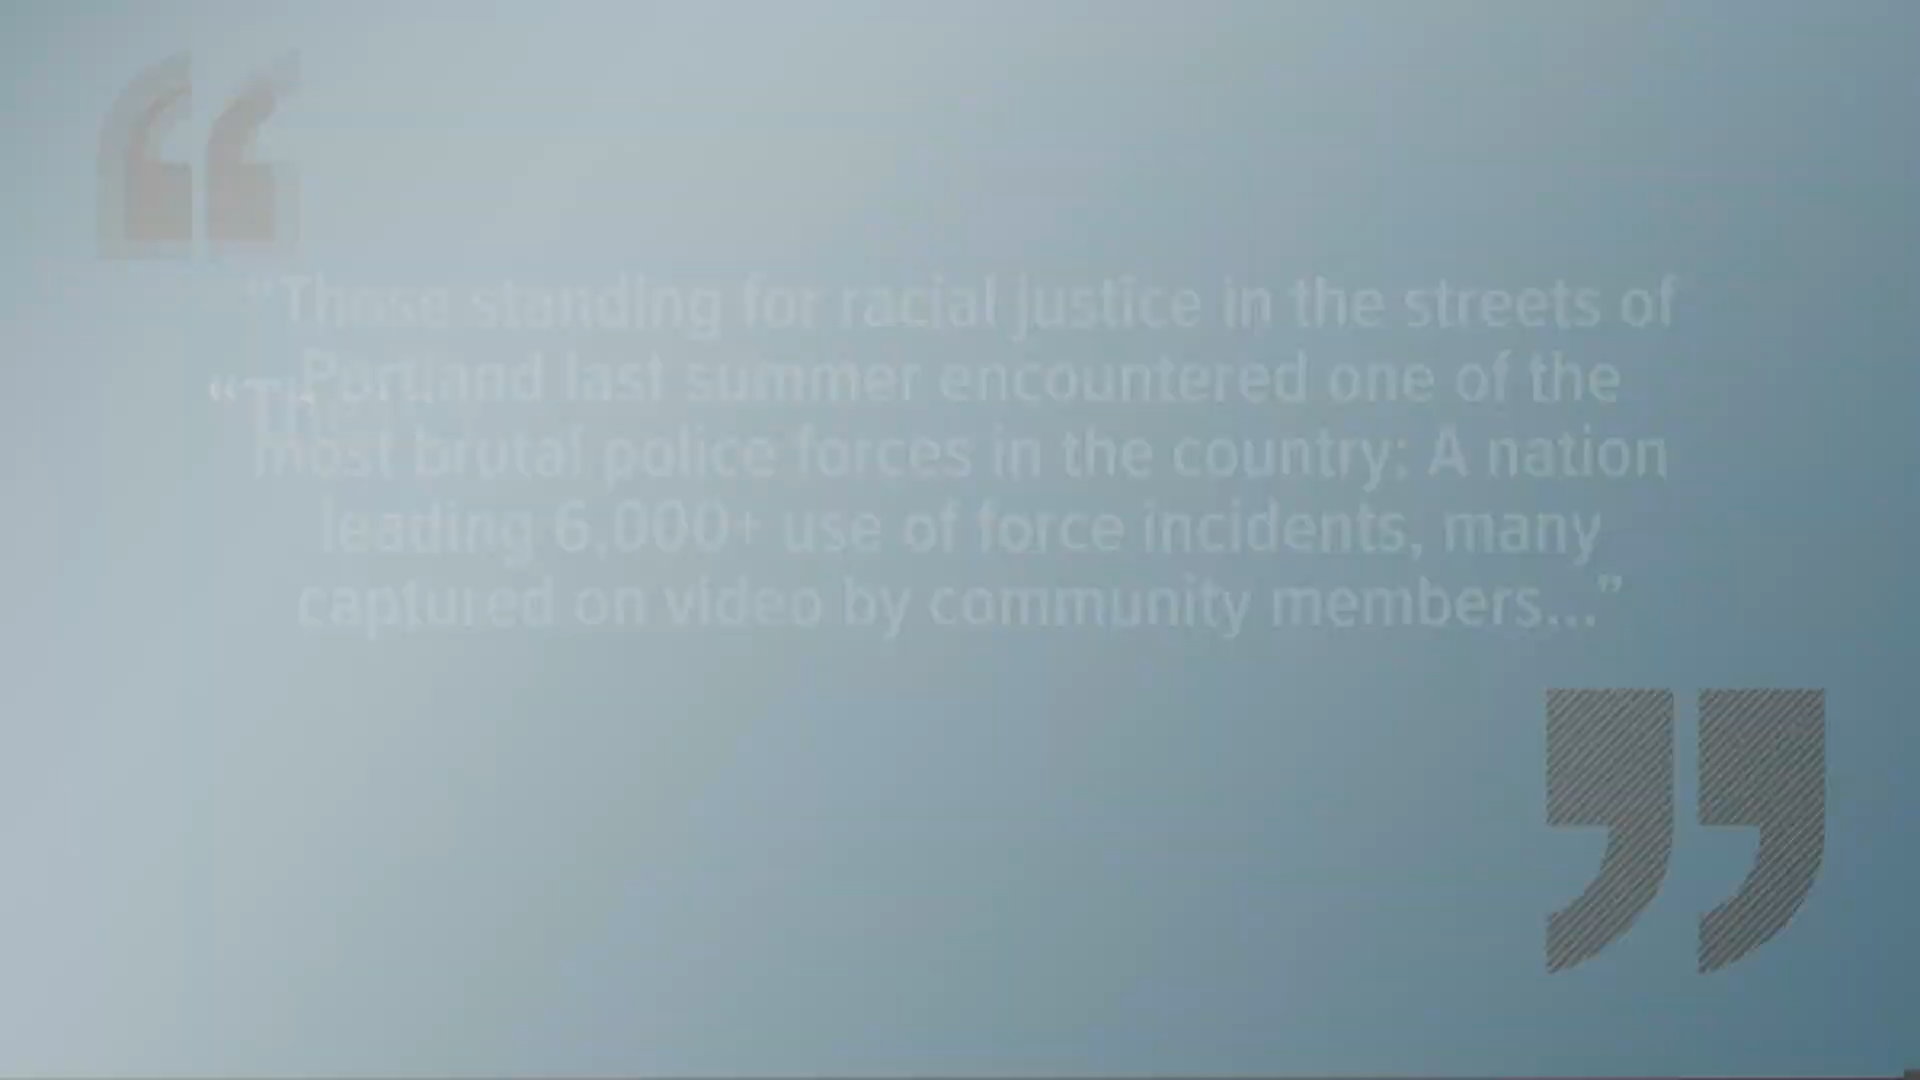 “Those standing for racial justice in the streets of
Portland last summer encountered one of the
most brutal police forces in the country: A nation
leading 6,000+ use of force incidents, many
captured on video by community members...”
“Th